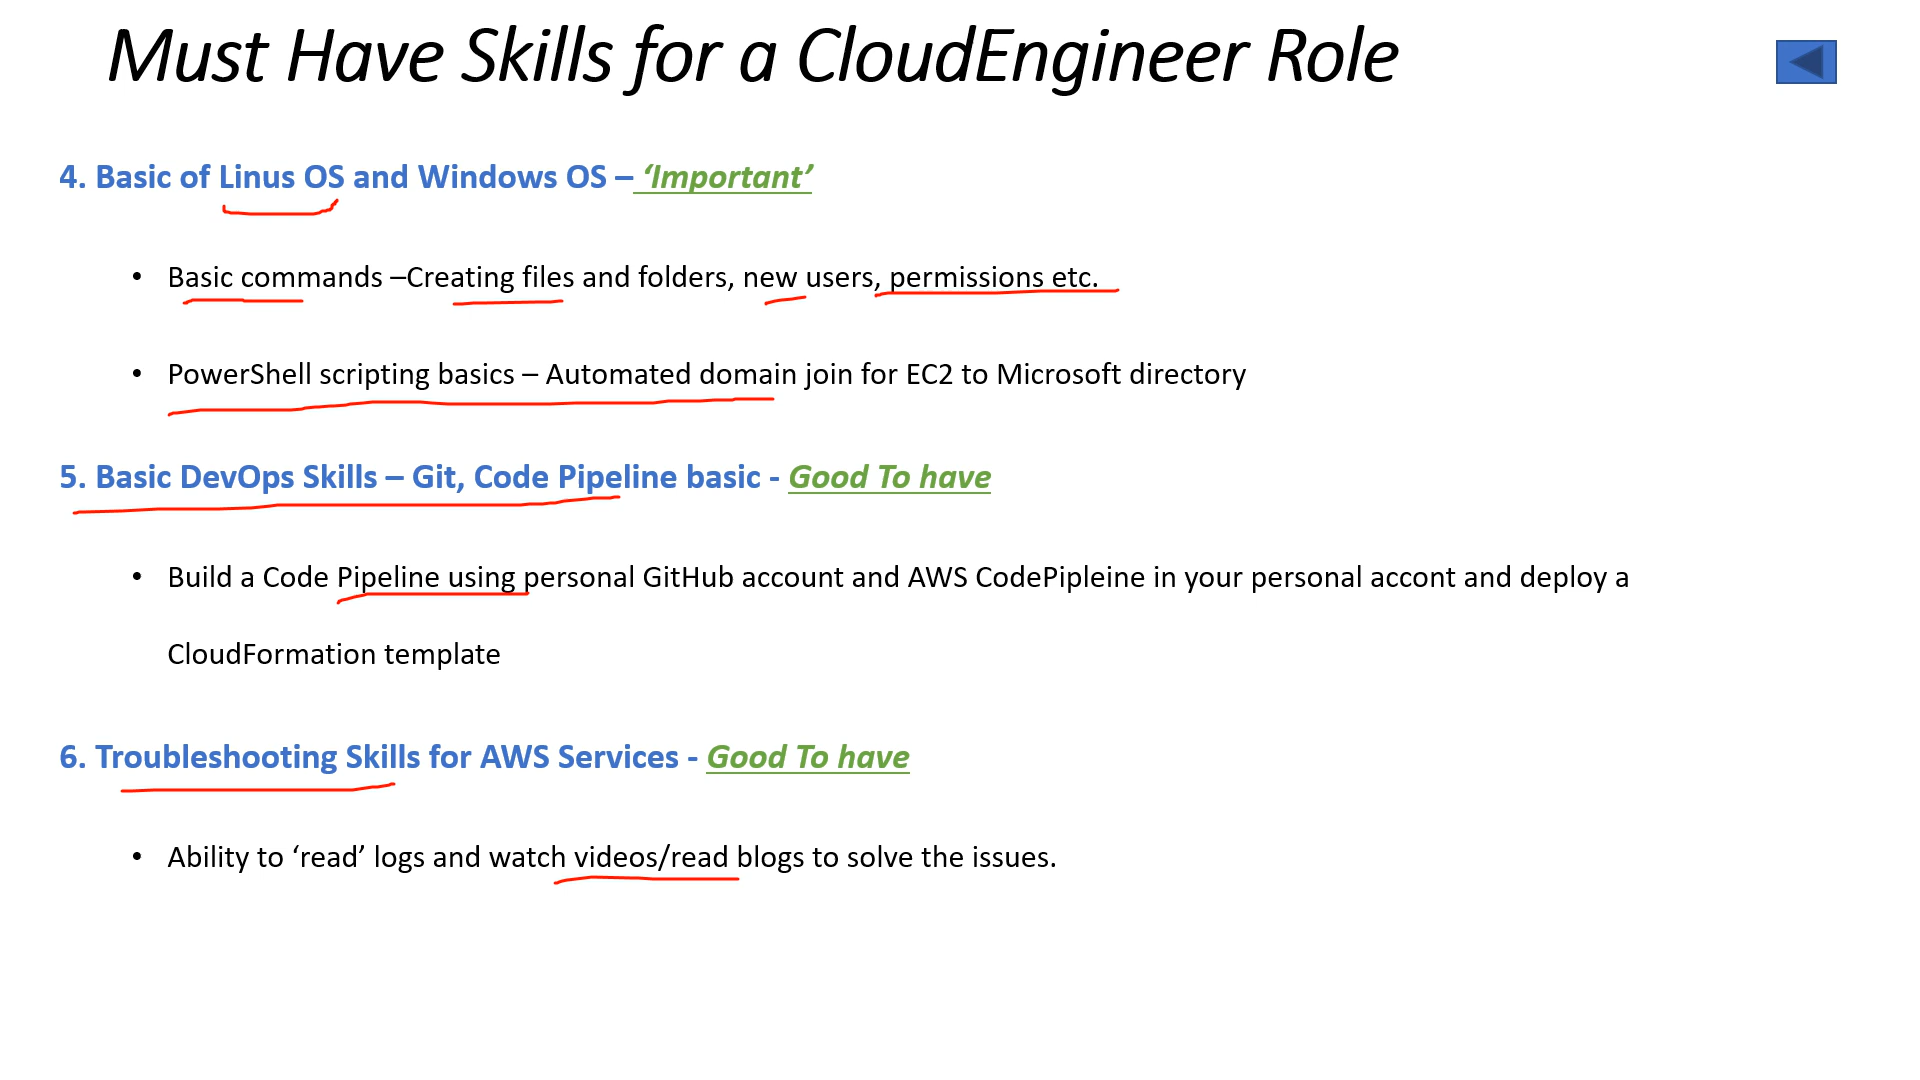 Must Have Skills for a CloudEngineer Role
4. Basic of Linus OS and Windows OS – ‘Important’
• Basic commands –Creating files and folders, new users, permissions etc.
• PowerShell scripting basics – Automated domain join for EC2 to Microsoft directory
5. Basic DevOps Skills – Git, Code Pipeline basic - Good To have
• Build a Code Pipeline using personal GitHub account and AWS CodePipleine in your personal accont and deploy a
CloudFormation template
6. Troubleshooting Skills for AWS Services - Good To have
• Ability to ‘read’ logs and watch videos/read blogs to solve the issues.